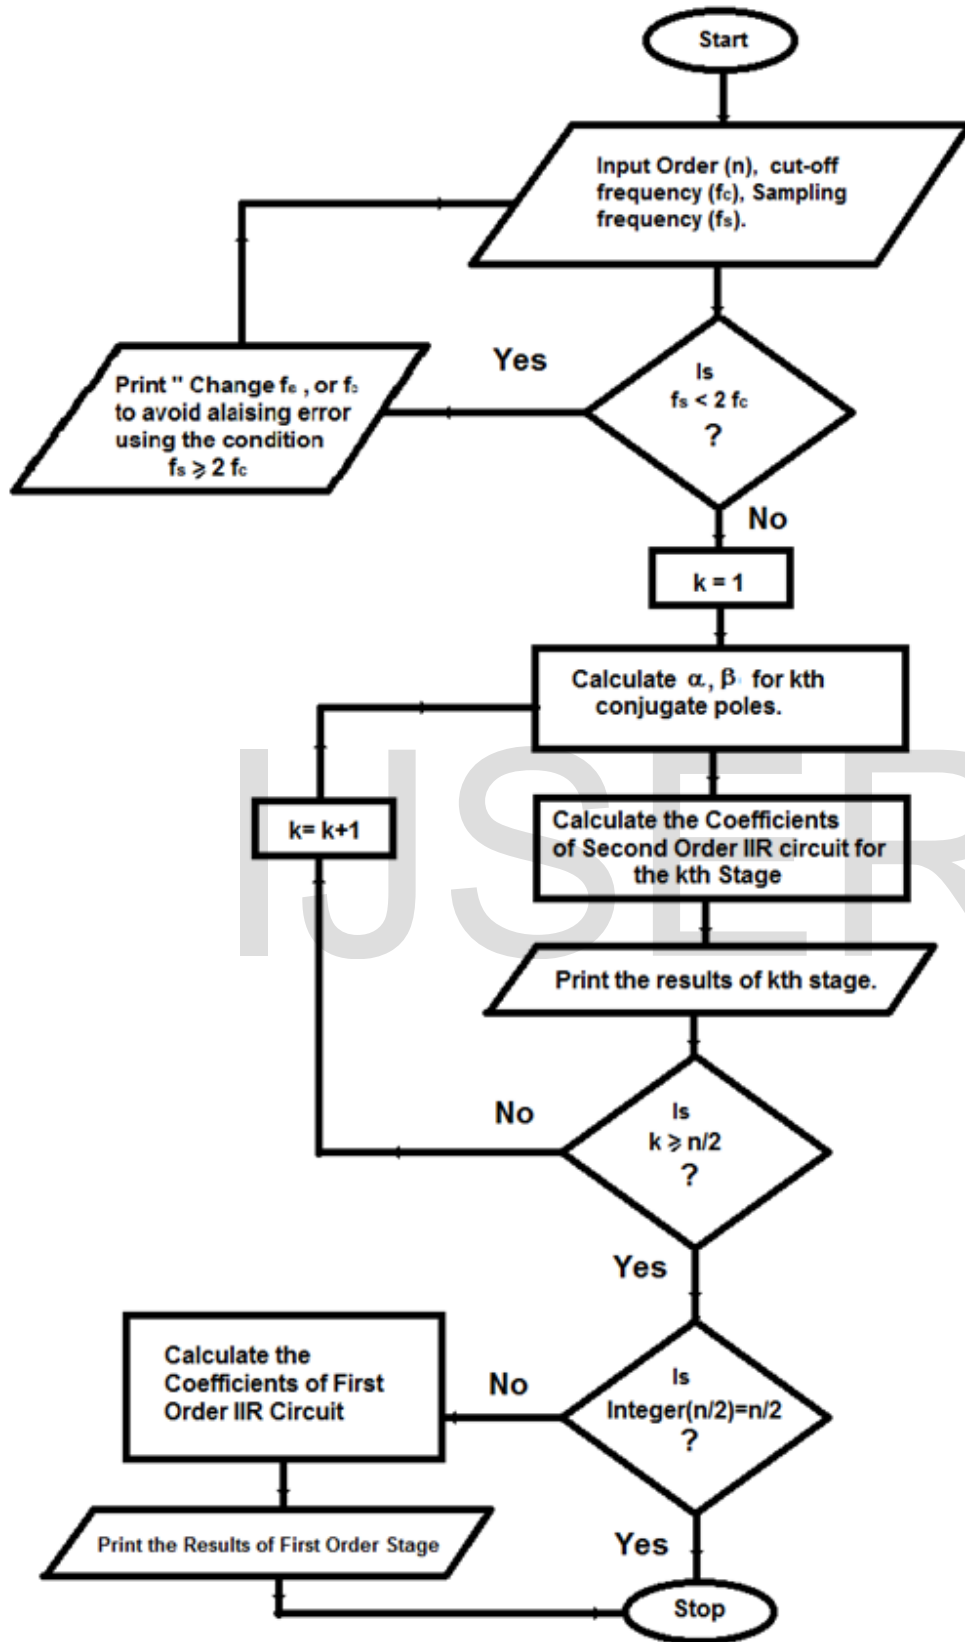 Start
Input Order (n), cut-off
frequency (fc), Sampling
frequency (fs).
Is
fs < 2 fc
?
Yes
Print " Change fe , or f
to avoid alaising error
using the condition
fs ⩾ 2 fc
No
k = 1
Calculate α, β for kth
conjugate poles.
k= k+1
Calculate the Coefficients
of Second Order IIR circuit for
the kth Stage
IJSER
Print the results of kth stage.
Is
k ⩾ n/2
?
No
Yes
Is
Integer(n/2)=n/2
?
No
Calculate the
Coefficients of First
Order IIR Circuit
Print the Results of First Order Stage
Yes
Stop